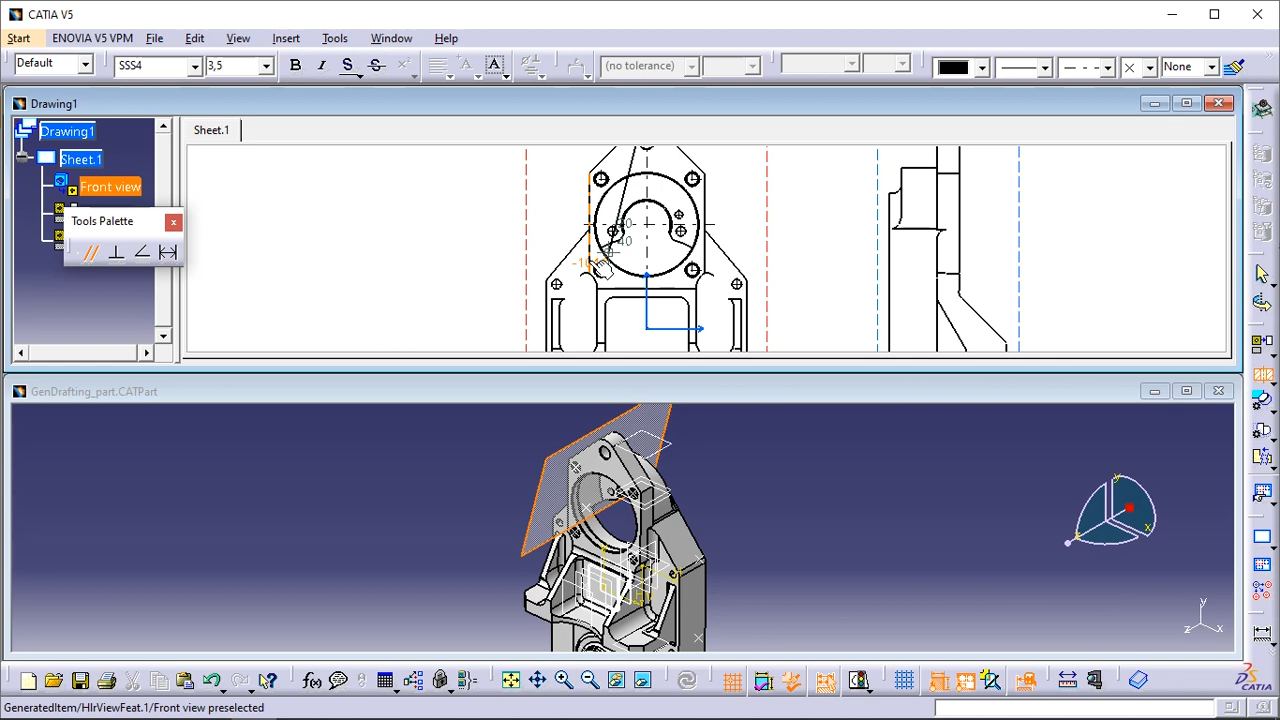 CATIA V5
Start ENOVIA V5 VPM File Edit View Insert Tools Window Help
Default SSS4 3,5 B I S S (no tolerance) None
Drawing1
Drawing1
Sheet.1
Sheet.1
Front view
Tools Palette
40
GenDrafting_part.CATPart
y
x
z
y
z x
f(x)
CATIA
GeneratedItem/HlrViewFeat.1/Front view preselected